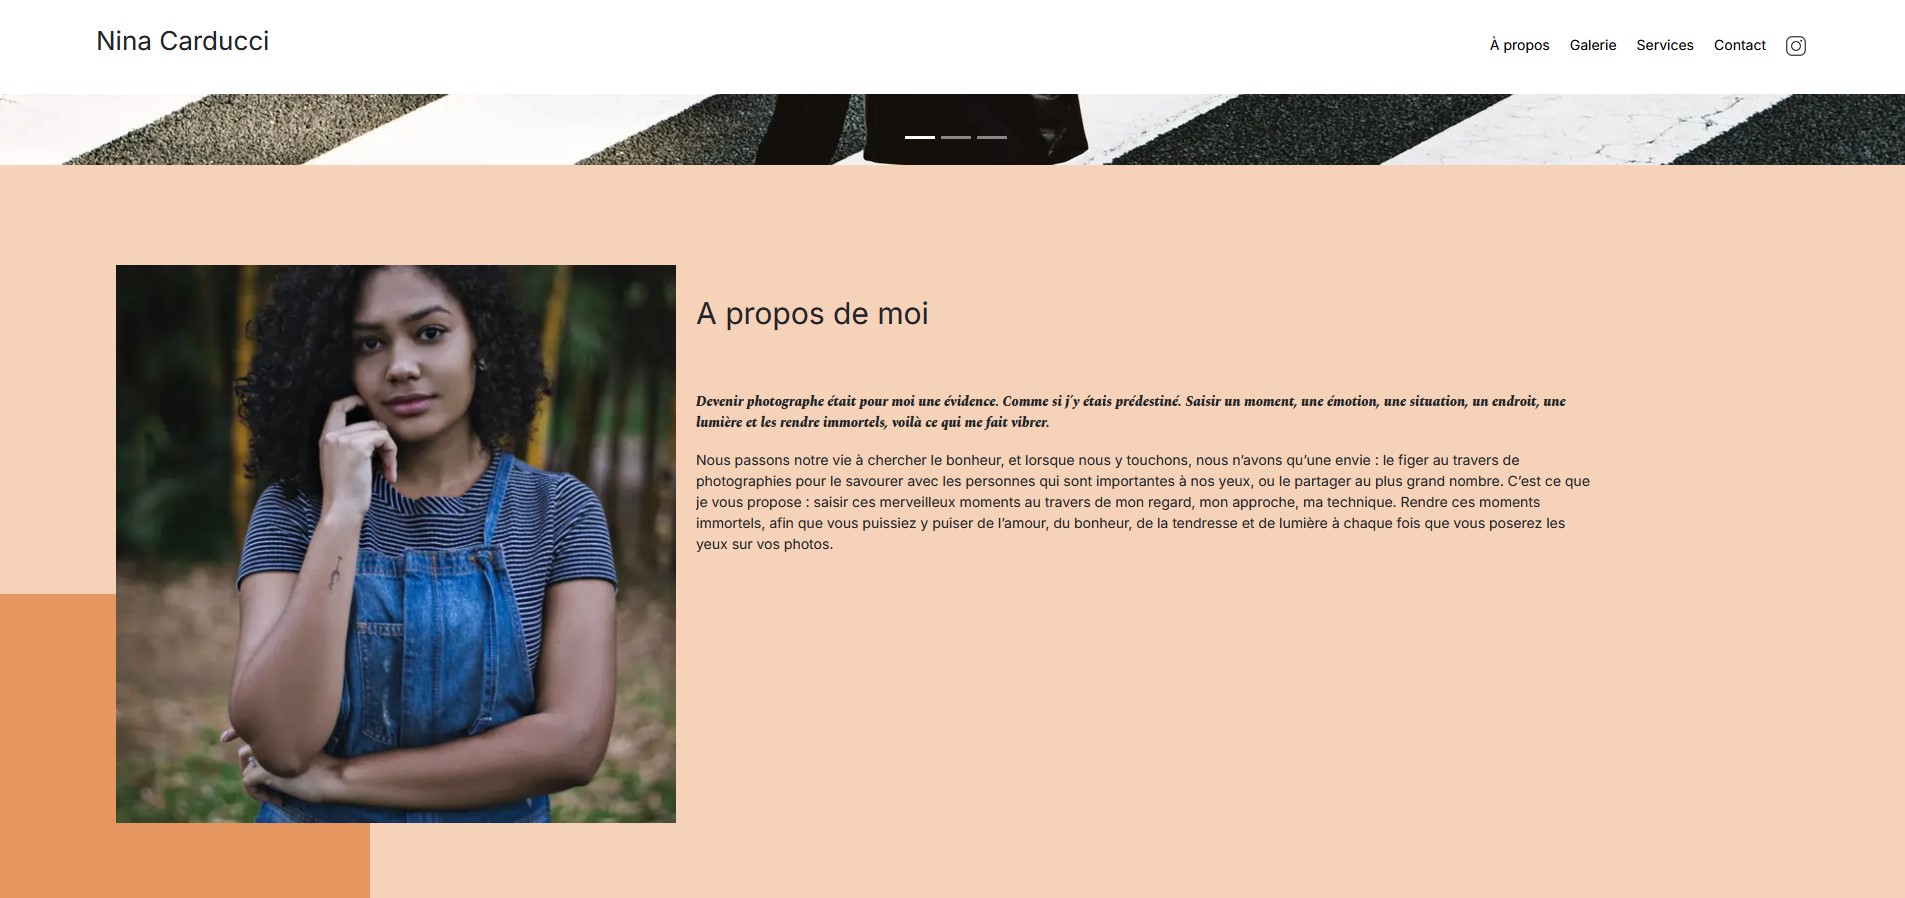 Nina Carducci
À propos Galerie Services Contact
A propos de moi
Devenir photographe était pour moi une évidence. Comme si j'y étais prédestiné. Saisir un moment, une émotion, une situation, un endroit, une
lumière et les rendre immortels, voilà ce qui me fait vibrer.
Nous passons notre vie à chercher le bonheur, et lorsque nous y touchons, nous n’avons qu’une envie : le figer au travers de
photographies pour le savourer avec les personnes qui sont importantes à nos yeux, ou le partager au plus grand nombre. C’est ce que
je vous propose : saisir ces merveilleux moments au travers de mon regard, mon approche, ma technique. Rendre ces moments
immortels, afin que vous puissiez y puiser de l’amour, du bonheur, de la tendresse et de lumière à chaque fois que vous poserez les
yeux sur vos photos.